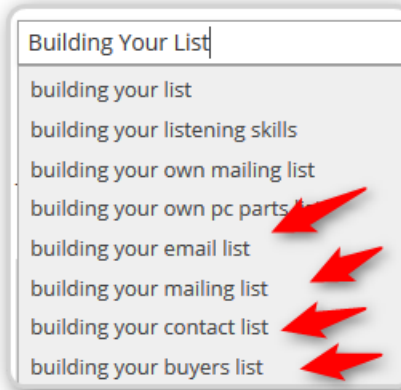 Building Your List
building your list
building your listening skills
building your own mailing list
building your own pc parts list
building your email list
building your mailing list
building your contact list
building your buyers list